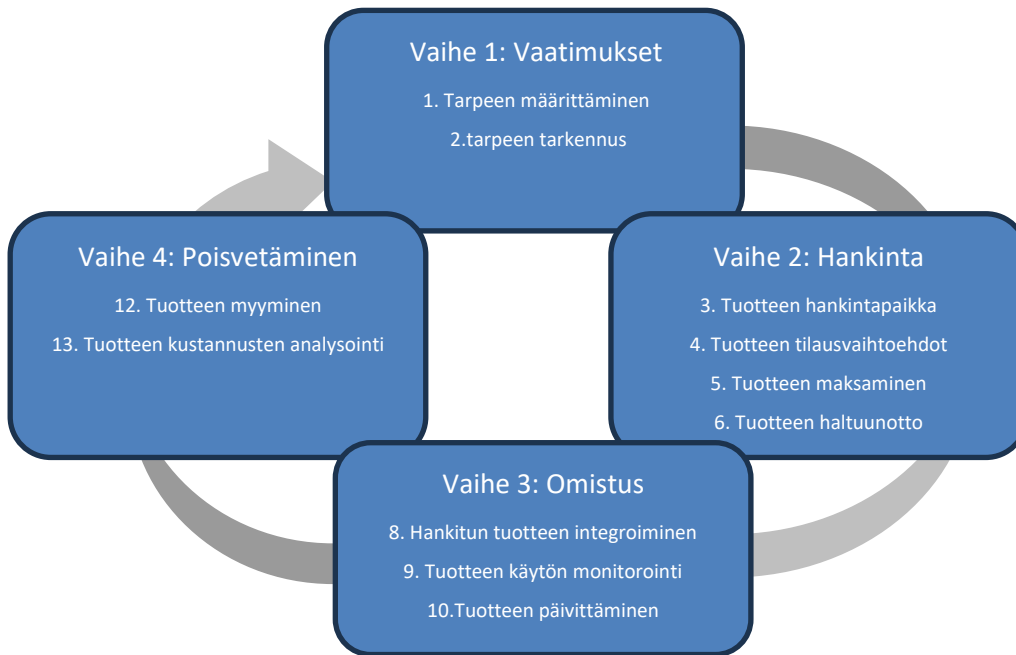 Vaihe 1: Vaatimukset
1. Tarpeen määrittäminen
2.tarpeen tarkennus
Vaihe 2: Hankinta
3. Tuotteen hankintapaikka
4. Tuotteen tilausvaihtoehdot
5. Tuotteen maksaminen
6. Tuotteen haltuunotto
Vaihe 3: Omistus
8. Hankitun tuotteen integroiminen
9. Tuotteen käytön monitorointi
10.Tuotteen päivittäminen
Vaihe 4: Poisvetäminen
12. Tuotteen myyminen
13. Tuotteen kustannusten analysointi